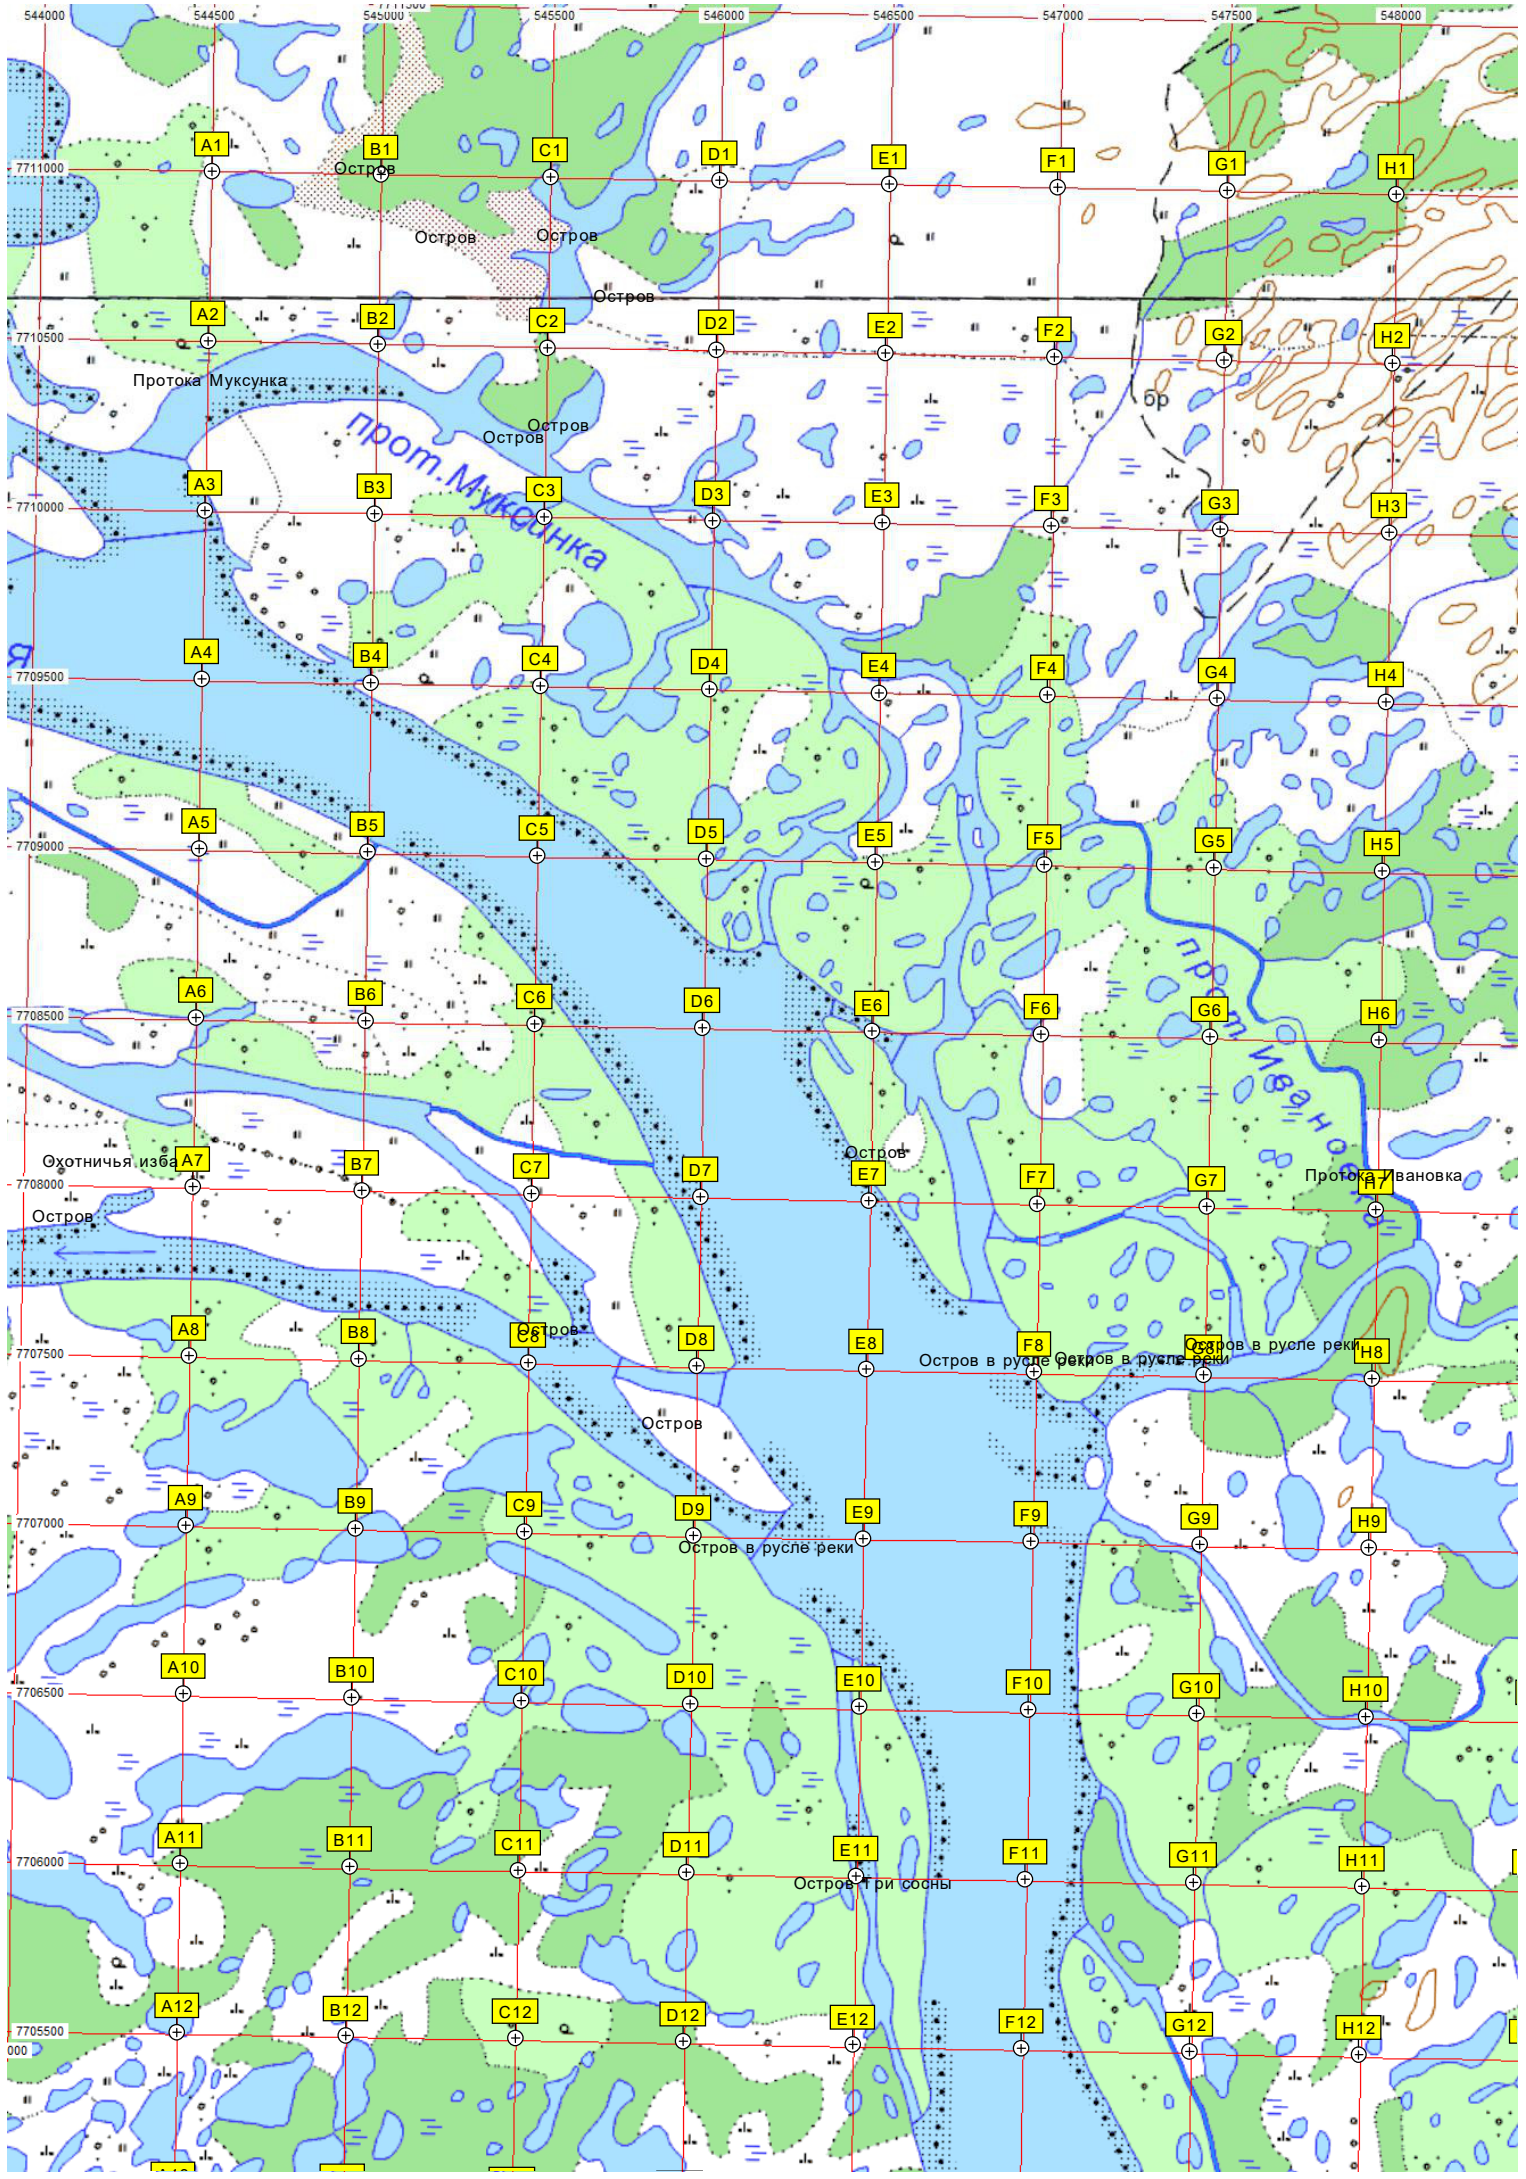 544000 544500 545000 545500 546000 546500 547000 547500 548000
7711000 A1 B1 C1 D1 E1 F1 G1 H1
Остров
Остров Остров
Остров
7710500 A2 B2 C2 D2 E2 F2 G2 H2
Протока Муксунка
бр
прот. Муксунка
Остров
Остров
7710000 A3 B3 C3 D3 E3 F3 G3 H3
Я
7709500 A4 B4 C4 D4 E4 F4 G4 H4
7709000 A5 B5 C5 D5 E5 F5 G5 H5
прот. Ивановка
7708500 A6 B6 C6 D6 E6 F6 G6 H6
Остров
Охотничья изба
Протока Ивановка
7708000 A7 B7 C7 D7 E7 F7 G7 H7
Остров
Остров
7707500 A8 B8 C8 D8 E8 F8 G8 H8
Остров в русле реки
Остров в русле реки
Остров в русле реки
Остров
7707000 A9 B9 C9 D9 E9 F9 G9 H9
Остров в русле реки
7706500 A10 B10 C10 D10 E10 F10 G10 H10
7706000 A11 B11 C11 D11 E11 F11 G11 H11
Остров Три сосны
7705500 A12 B12 C12 D12 E12 F12 G12 H12
000